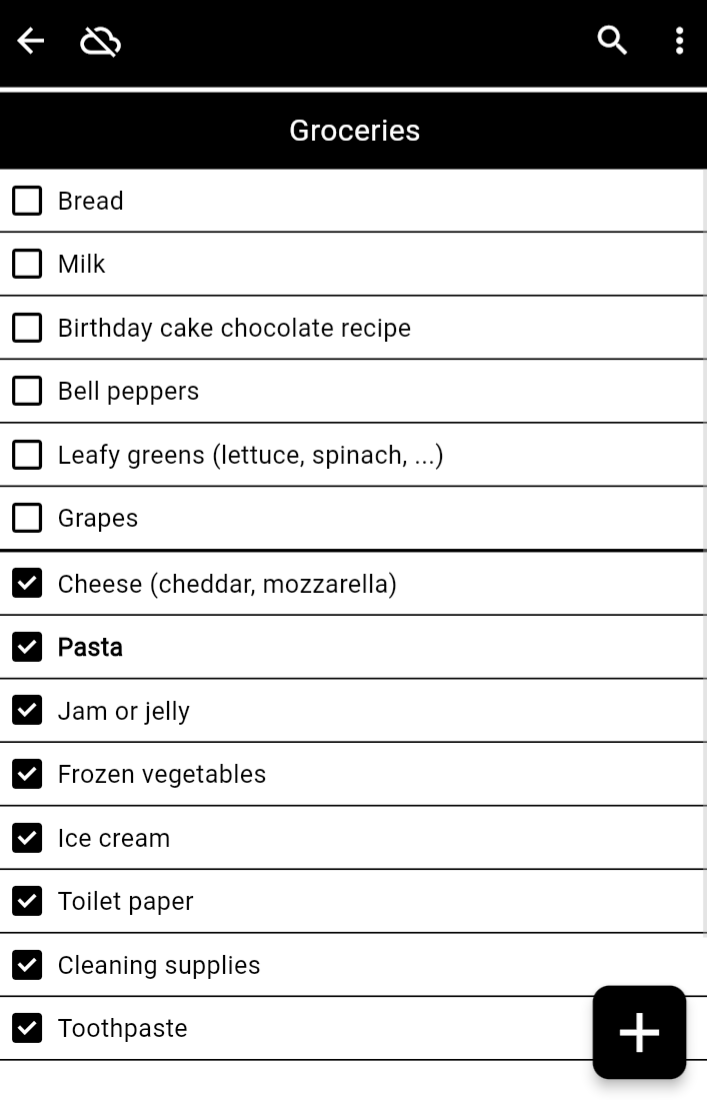 Groceries
Bread
Milk
Birthday cake chocolate recipe
Bell peppers
Leafy greens (lettuce, spinach, ...)
Grapes
Cheese (cheddar, mozzarella)
Pasta
Jam or jelly
Frozen vegetables
Ice cream
Toilet paper
Cleaning supplies
Toothpaste